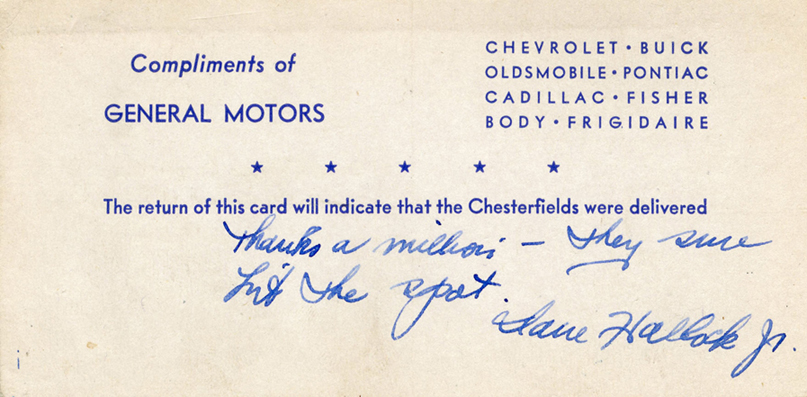 Compliments of
GENERAL MOTORS
CHEVROLET • BUICK
OLDSMOBILE • PONTIAC
CADILLAC • FISHER
BODY • FRIGIDAIRE
★ ★ ★ ★ ★
The return of this card will indicate that the Chesterfields were delivered
Thanks a million – They sure
hit the spot.
Hallock Jr.